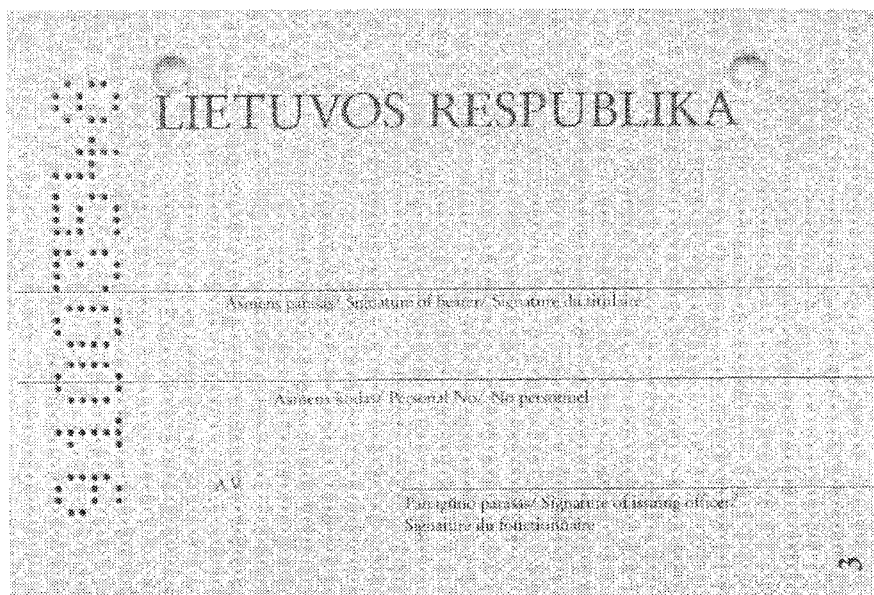 LIETUVOS RESPUBLIKA
Asmens parašas/ Signature of bearer/ Signature du titulaire
Asmens kodas/ Personal No./ No personnel
A.V.
Pareigūno parašas/ Signature of issuing officer/
Signature du fonctionnaire
3